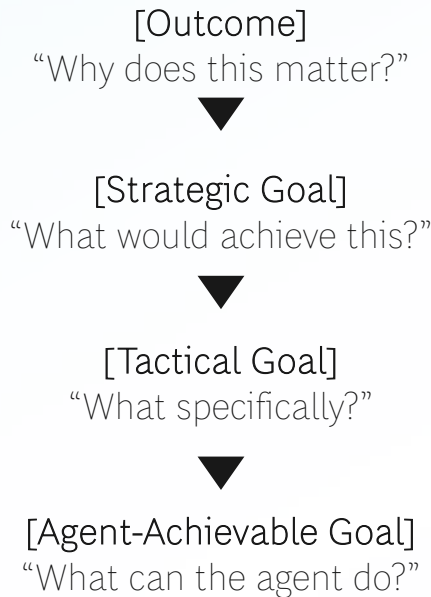 [Outcome]
“Why does this matter?”
[Strategic Goal]
“What would achieve this?”
[Tactical Goal]
“What specifically?”
[Agent-Achievable Goal]
“What can the agent do?”